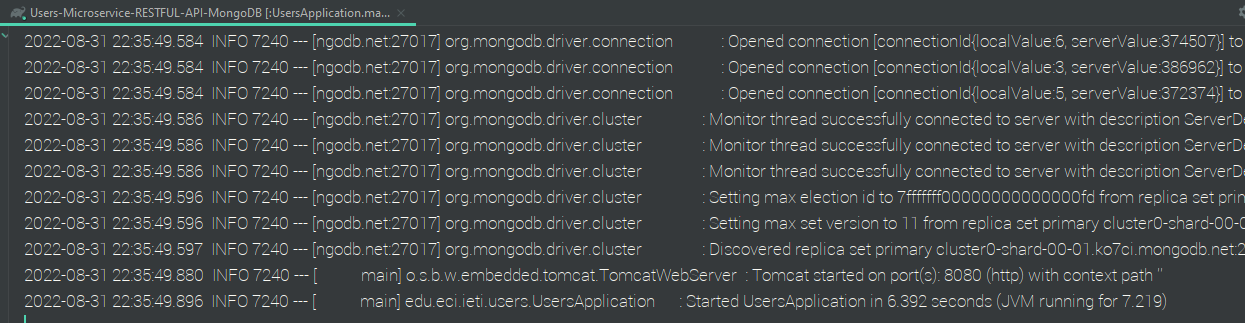 Users-Microservice-RESTFUL-API-MongoDB [:UsersApplication.ma...
2022-08-31 22:35:49.584 INFO 7240 --- [ngodb.net:27017] org.mongodb.driver.connection : Opened connection [connectionId{localValue:6, serverValue:374507}] to
2022-08-31 22:35:49.584 INFO 7240 --- [ngodb.net:27017] org.mongodb.driver.connection : Opened connection [connectionId{localValue:3, serverValue:386962}] to
2022-08-31 22:35:49.584 INFO 7240 --- [ngodb.net:27017] org.mongodb.driver.connection : Opened connection [connectionId{localValue:5, serverValue:372374}] to
2022-08-31 22:35:49.586 INFO 7240 --- [ngodb.net:27017] org.mongodb.driver.cluster : Monitor thread successfully connected to server with description ServerDe
2022-08-31 22:35:49.586 INFO 7240 --- [ngodb.net:27017] org.mongodb.driver.cluster : Monitor thread successfully connected to server with description ServerDe
2022-08-31 22:35:49.586 INFO 7240 --- [ngodb.net:27017] org.mongodb.driver.cluster : Monitor thread successfully connected to server with description ServerDe
2022-08-31 22:35:49.596 INFO 7240 --- [ngodb.net:27017] org.mongodb.driver.cluster : Setting max election id to 7fffffff00000000000000fd from replica set prim
2022-08-31 22:35:49.596 INFO 7240 --- [ngodb.net:27017] org.mongodb.driver.cluster : Setting max set version to 11 from replica set primary cluster0-shard-00-0
2022-08-31 22:35:49.597 INFO 7240 --- [ngodb.net:27017] org.mongodb.driver.cluster : Discovered replica set primary cluster0-shard-00-01.ko7ci.mongodb.net:2
2022-08-31 22:35:49.880 INFO 7240 --- [ main] o.s.b.w.embedded.tomcat.TomcatWebServer : Tomcat started on port(s): 8080 (http) with context path ''
2022-08-31 22:35:49.896 INFO 7240 --- [ main] edu.eci.ieti.users.UsersApplication : Started UsersApplication in 6.392 seconds (JVM running for 7.219)